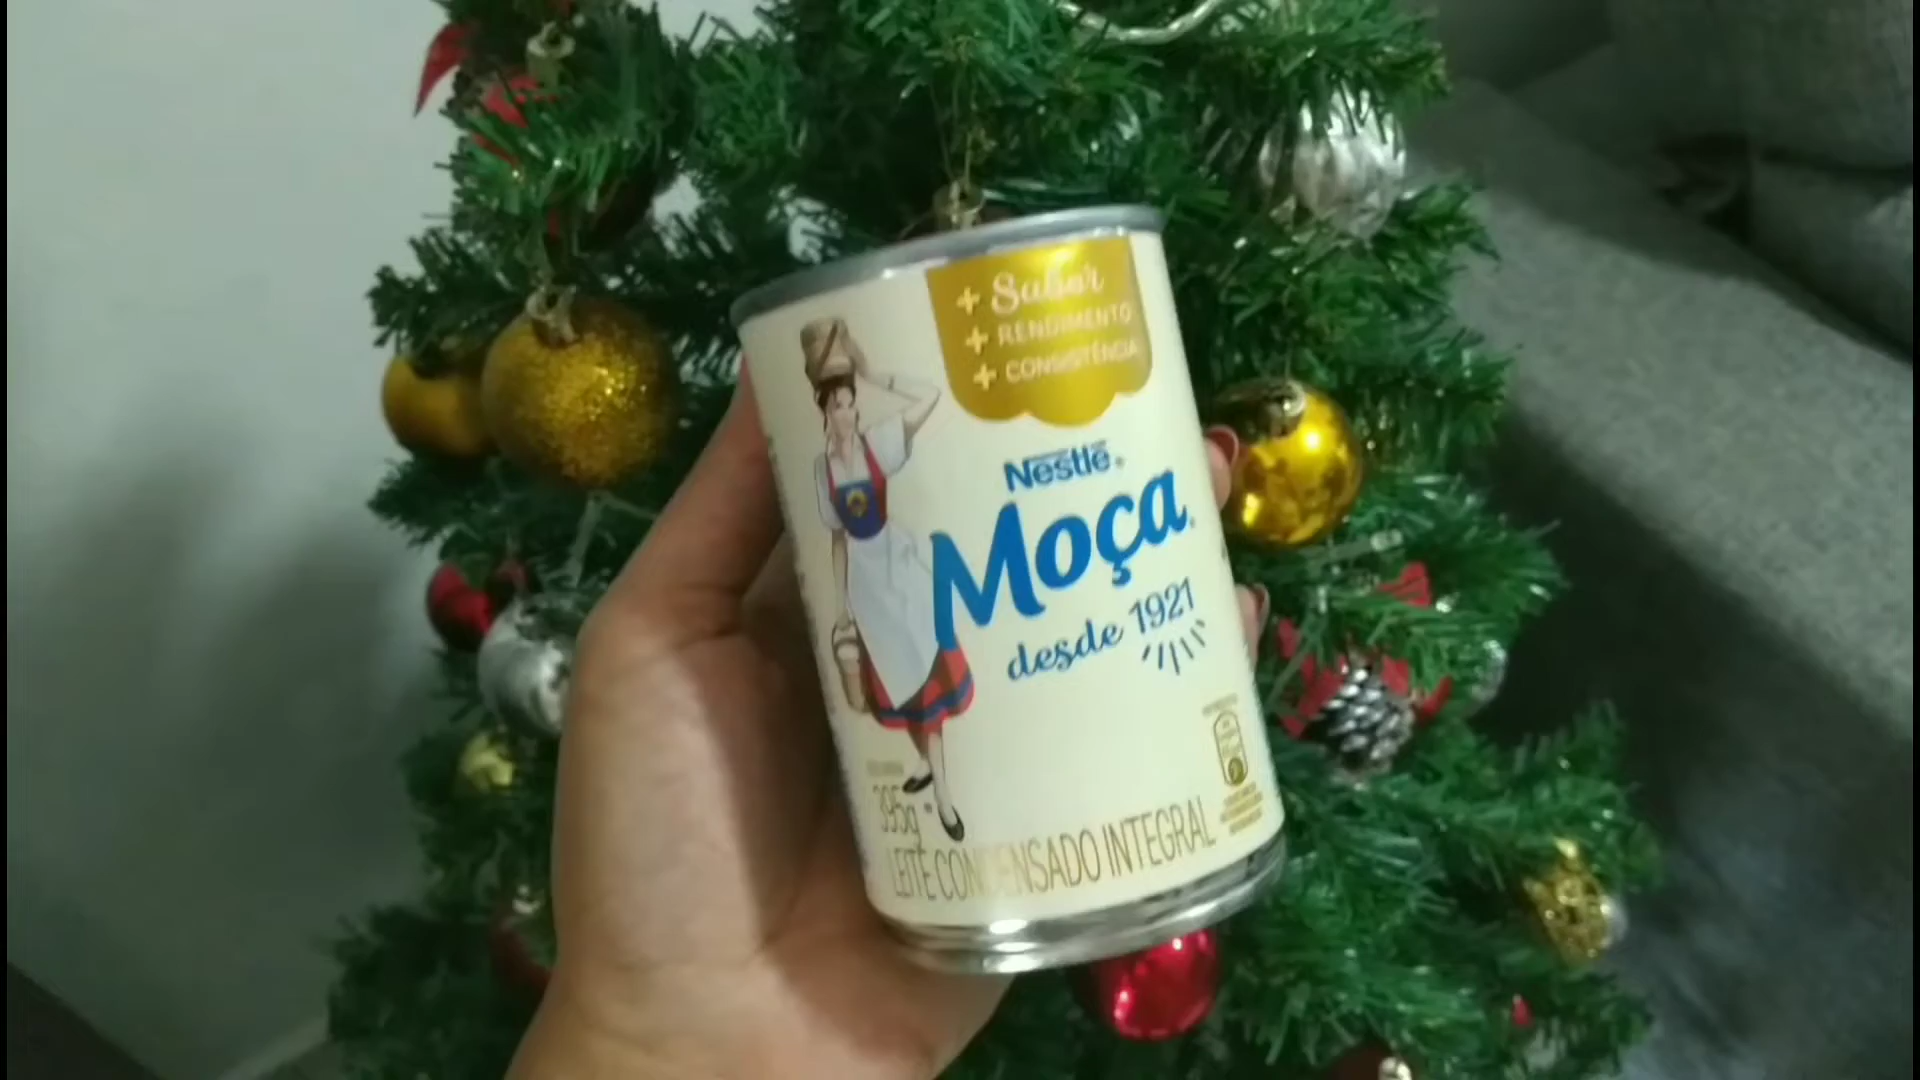 + Sabor
+ RENDIMENTO
+ CONSISTÊNCIA
Nestlé®
Moça®
desde 1921
395g
LEITE CONDENSADO INTEGRAL